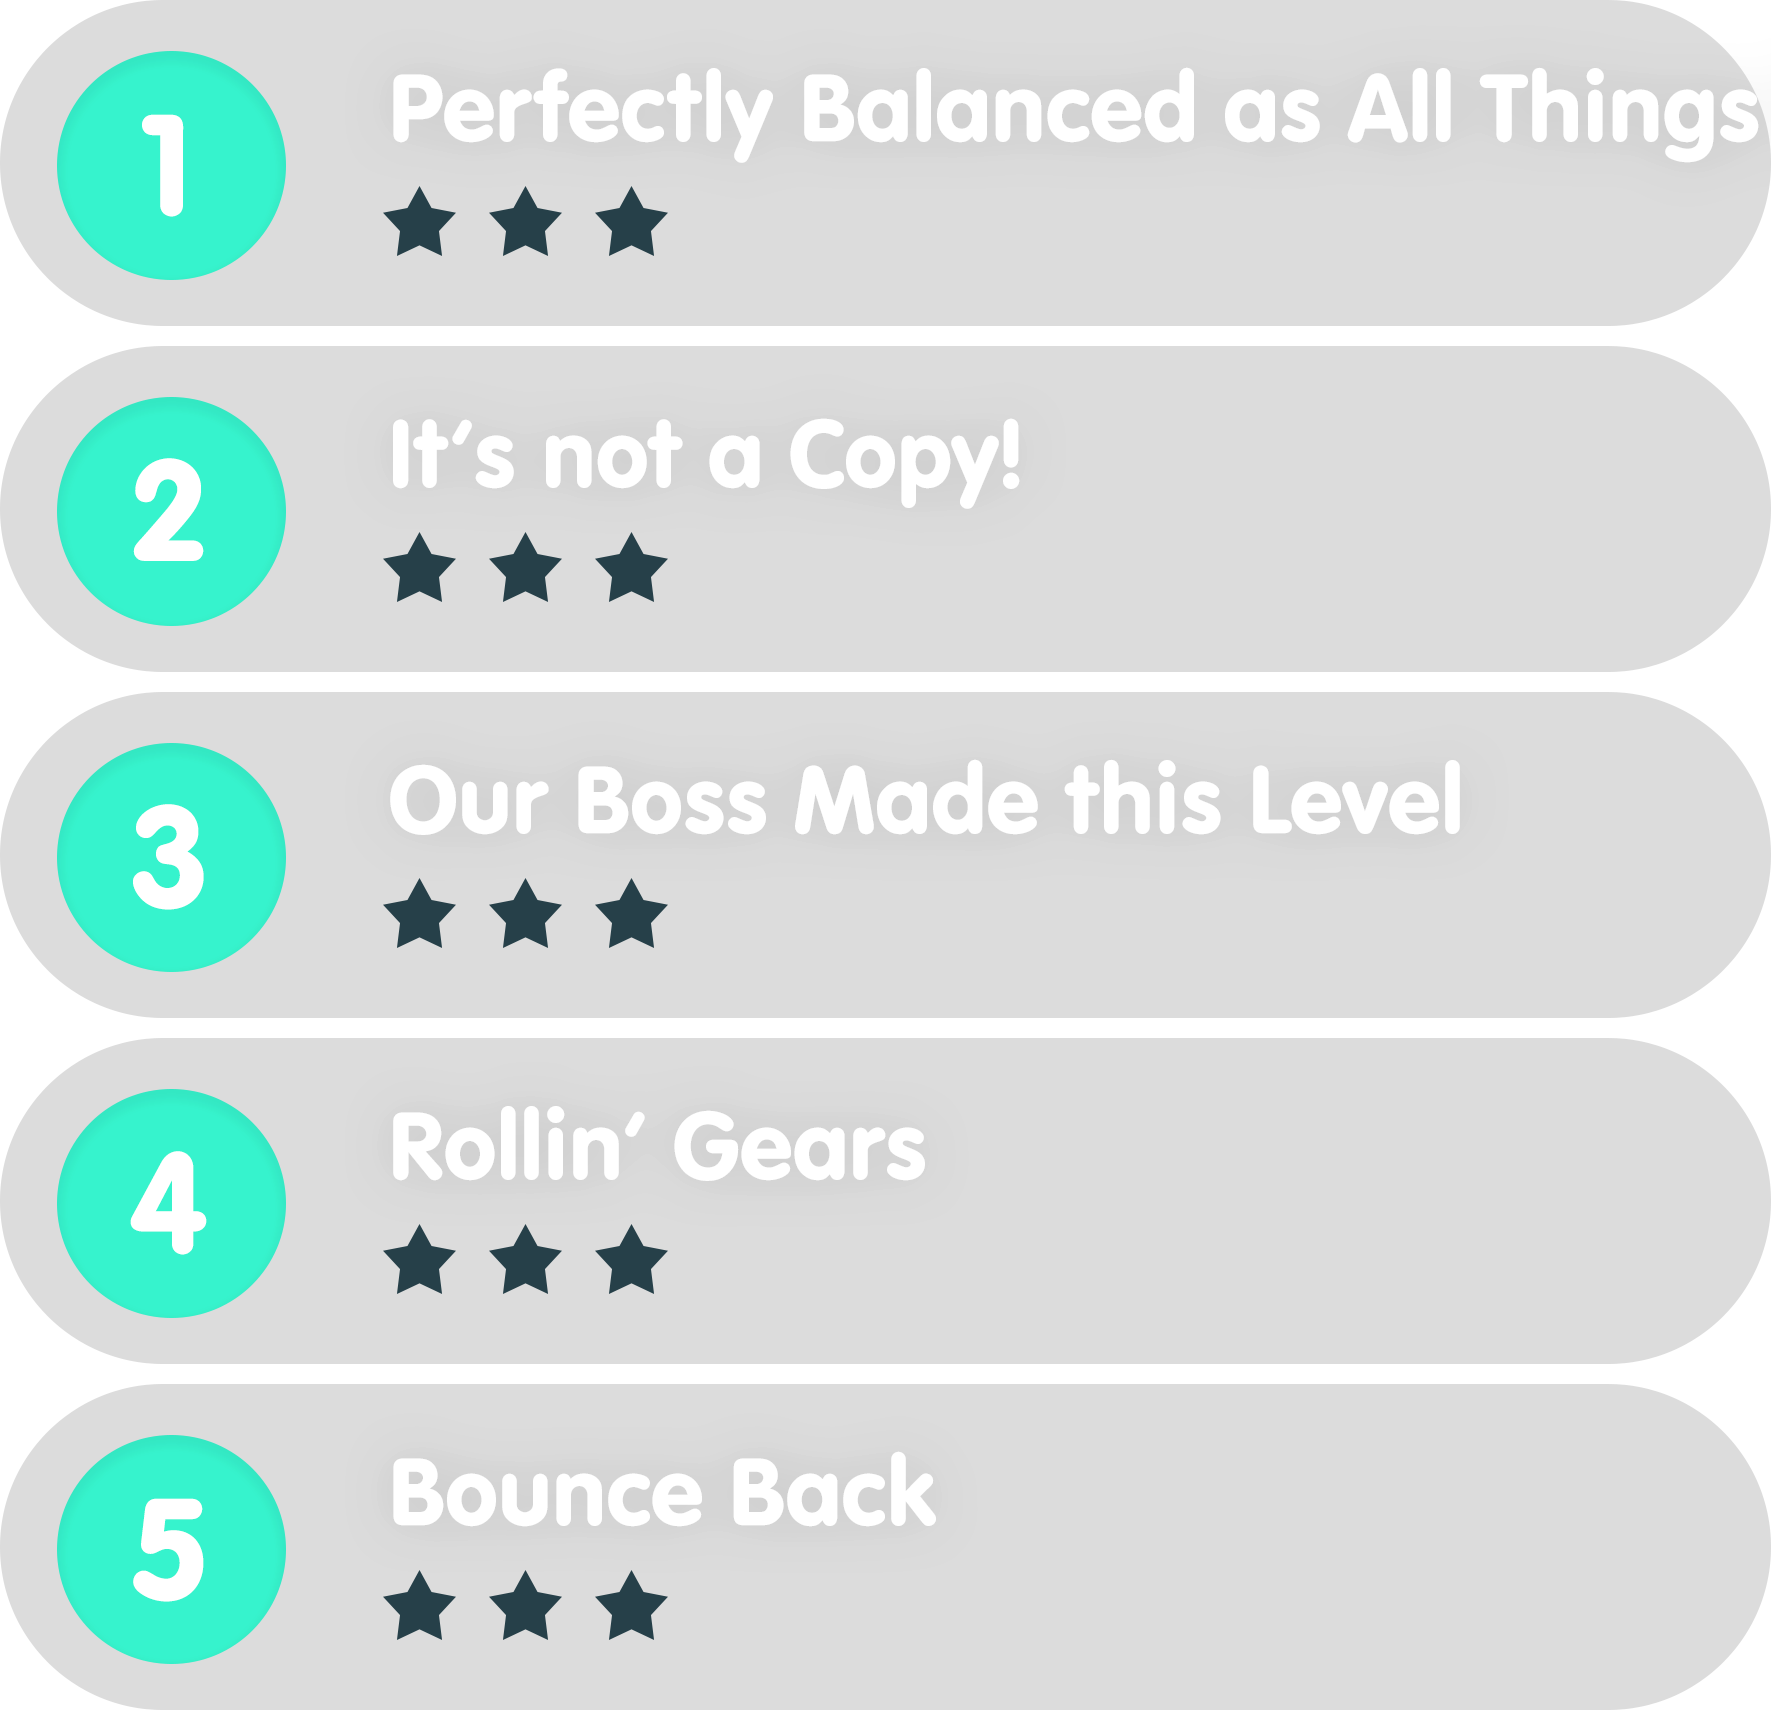 1
Perfectly Balanced as All Things
2
It's not a Copy!
3
Our Boss Made this Level
4
Rollin' Gears
5
Bounce Back